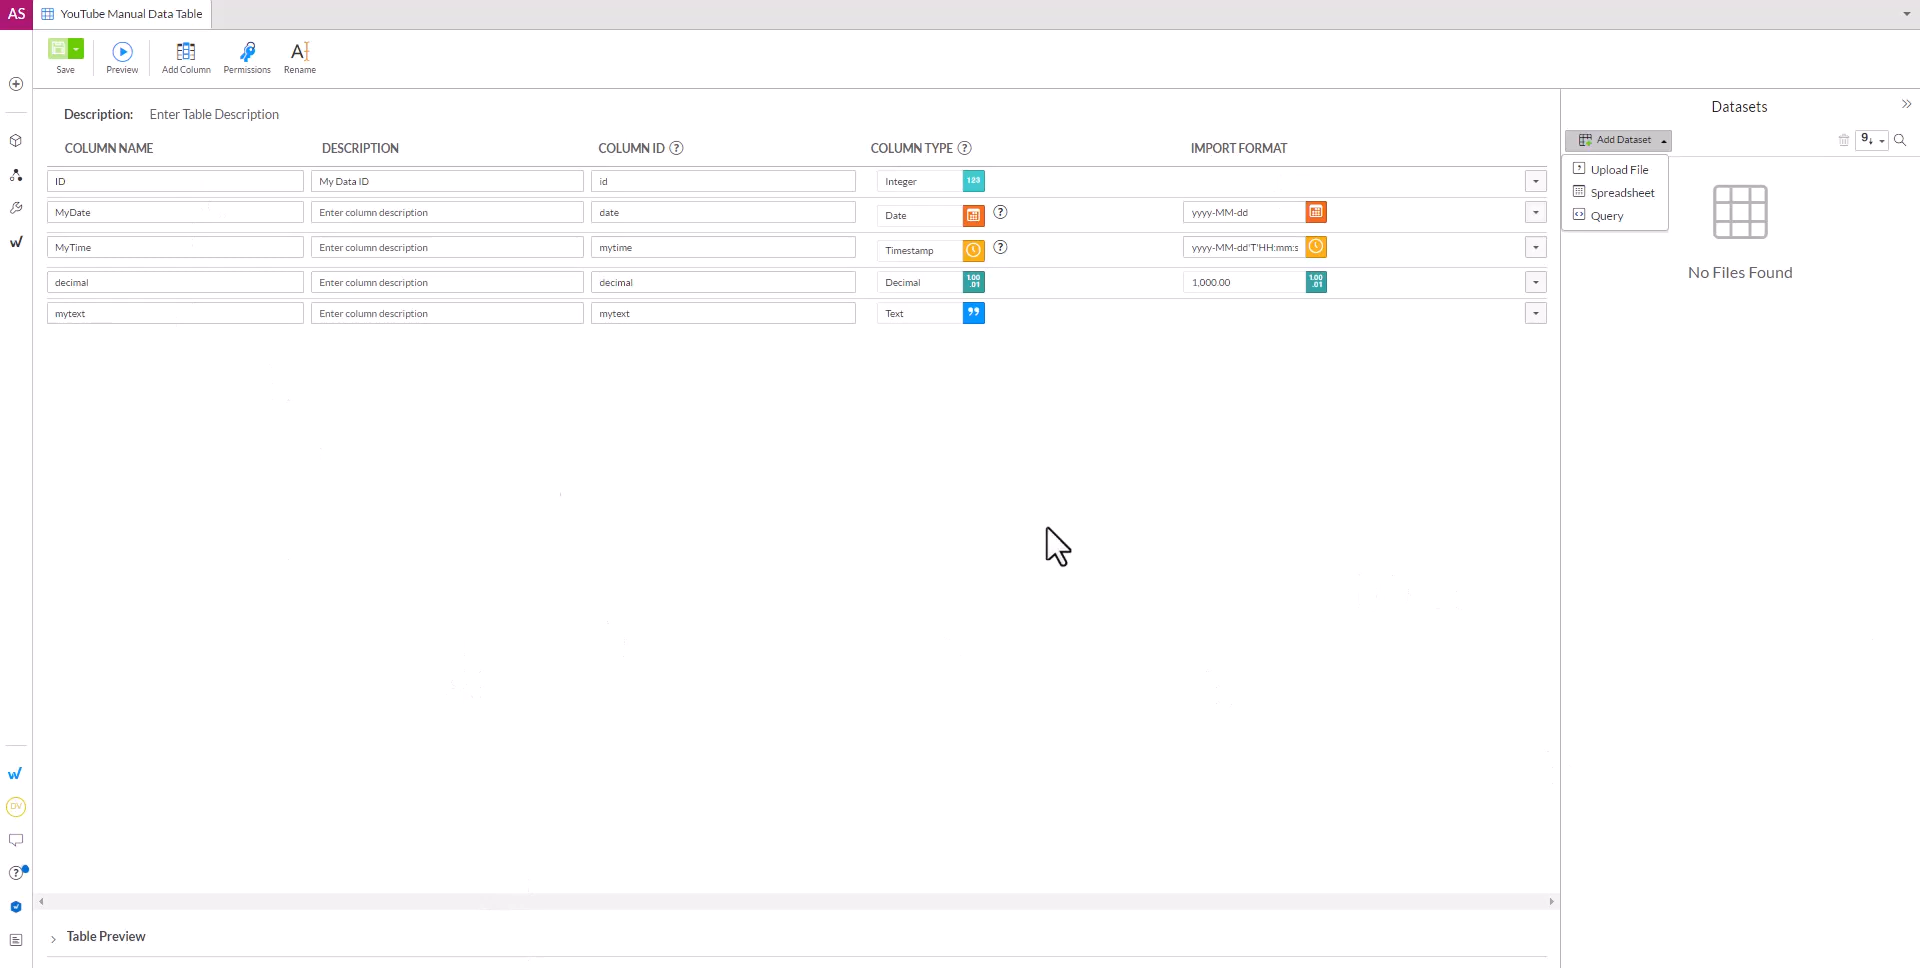 AS YouTube Manual Data Table
Save Preview Add Column Permissions Rename
Description: Enter Table Description
COLUMN NAME DESCRIPTION COLUMN ID ? COLUMN TYPE ? IMPORT FORMAT
ID My Data ID id Integer 123
MyDate Enter column description date Date ? yyyy-MM-dd
MyTime Enter column description mytime Timestamp ? yyyy-MM-dd'T'HH:mm:s
decimal Enter column description decimal Decimal 1.00 .01 1,000.00 1.00 .01
mytext Enter column description mytext Text
Table Preview
Datasets
Add Dataset 9
Upload File
Spreadsheet
Query
No Files Found
DV